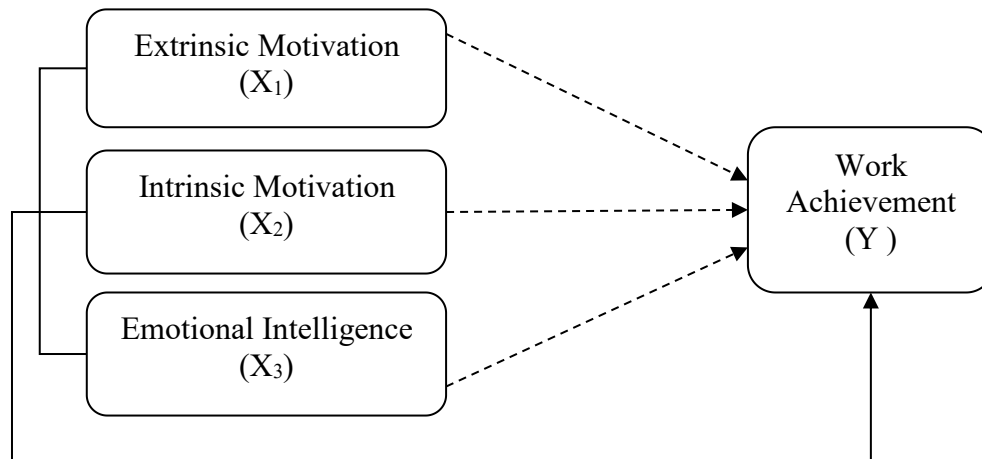 Extrinsic Motivation
(X₁)
Intrinsic Motivation
(X₂)
Emotional Intelligence
(X₃)
Work
Achievement
(Y )